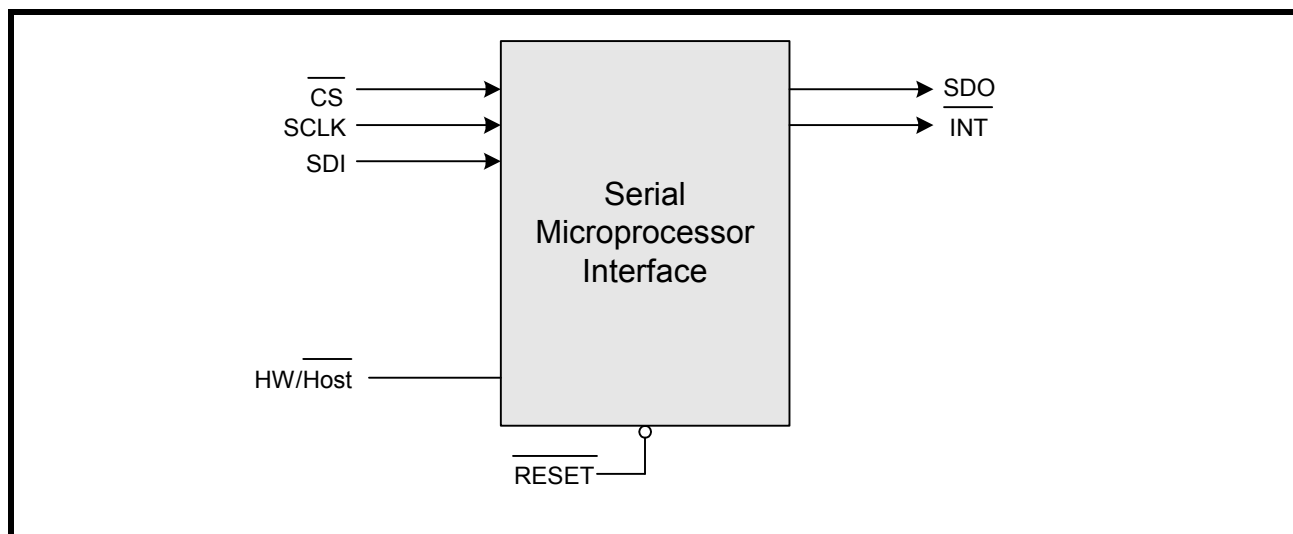 CS
SCLK
SDI
SDO
INT
Serial
Microprocessor
Interface
HW/Host
RESET